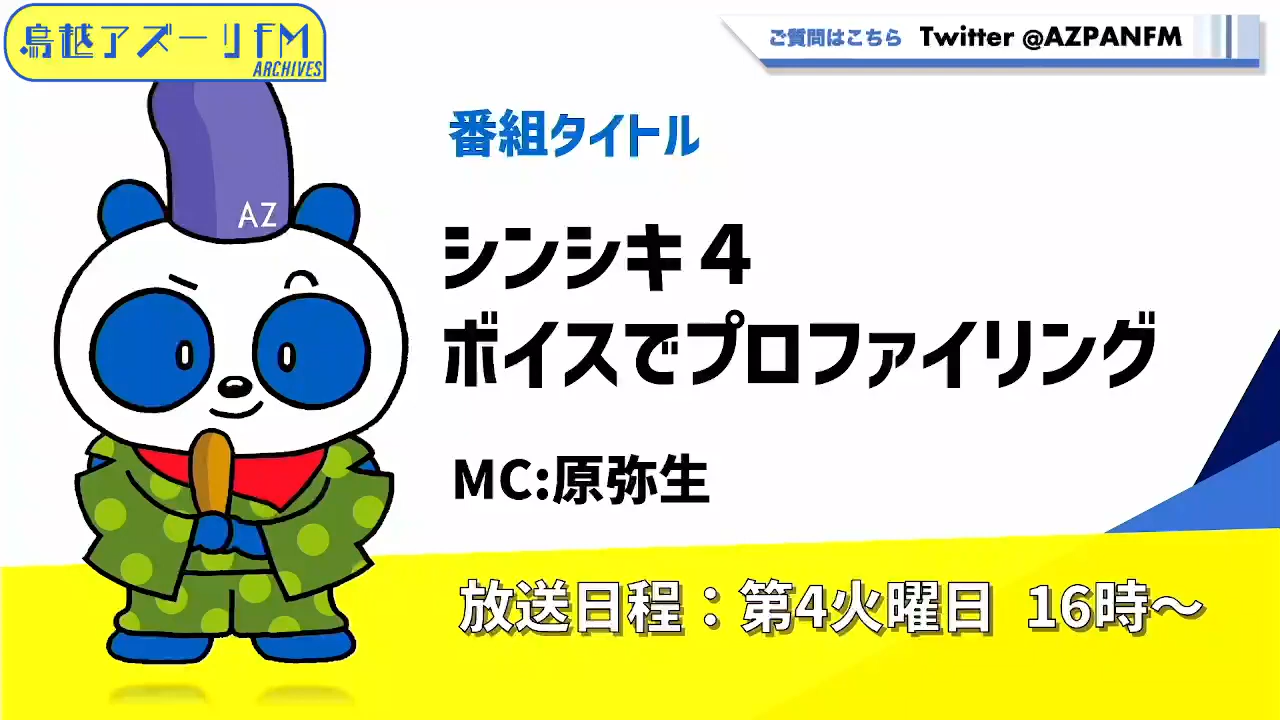 鳥越アズーリFM
ARCHIVES
ご質問はこちら Twitter @AZPANFM
AZ
番組タイトル
シンシキ４
ボイスでプロファイリング
MC:原弥生
放送日程：第4火曜日 16時～